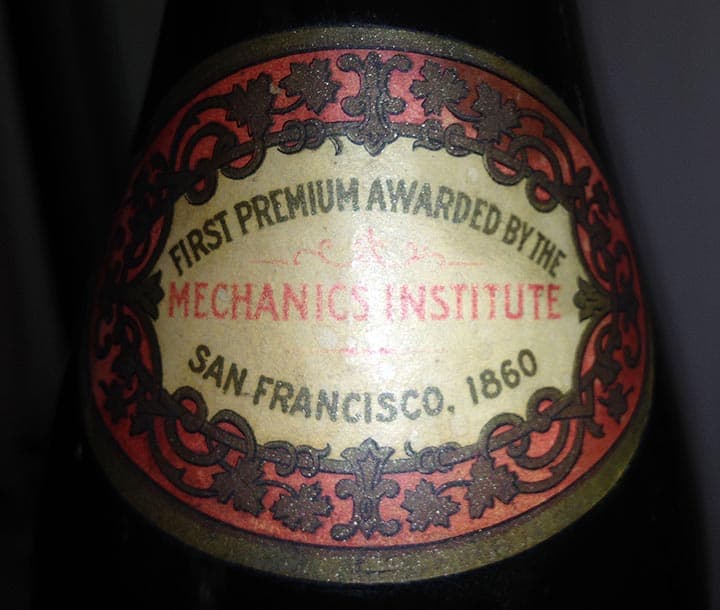 FIRST PREMIUM AWARDED BY THE
MECHANICS INSTITUTE
SAN FRANCISCO, 1860